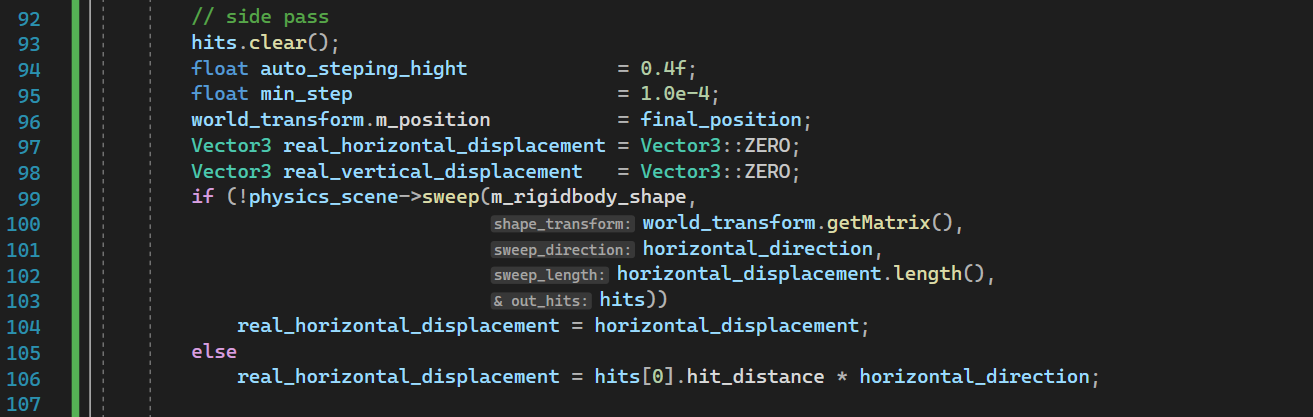 92 // side pass
93 hits.clear();
94 float auto_steping_hight = 0.4f;
95 float min_step = 1.0e-4;
96 world_transform.m_position = final_position;
97 Vector3 real_horizontal_displacement = Vector3::ZERO;
98 Vector3 real_vertical_displacement = Vector3::ZERO;
99 if (!physics_scene->sweep(m_rigidbody_shape,
100 shape_transform: world_transform.getMatrix(),
101 sweep_direction: horizontal_direction,
102 sweep_length: horizontal_displacement.length(),
103 & out_hits: hits))
104 real_horizontal_displacement = horizontal_displacement;
105 else
106 real_horizontal_displacement = hits[0].hit_distance * horizontal_direction;
107